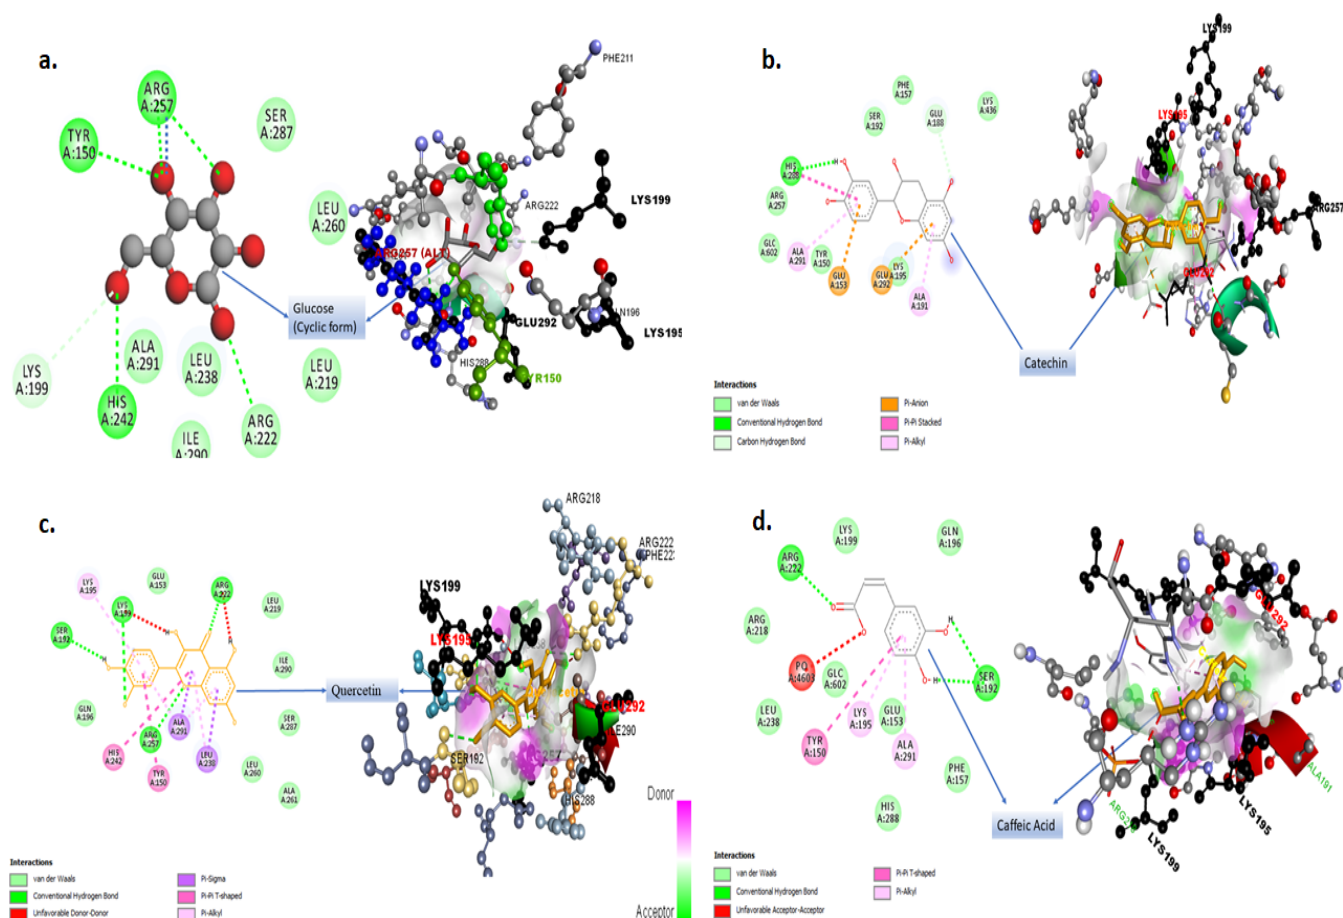 a.
ARG
A:257
TYR
A:150
SER
A:287
LEU
A:260
Glucose
(Cyclic form)
ALA
A:291
LEU
A:238
LEU
A:219
LYS
A:199
HIS
A:242
ILE
A:290
ARG
A:222
PHE211
LYS199
ARG222
ARG257 (ALT)
GLU292
LN196
LYS195
HIS288
YR150
b.
PHE
A:157
SER
A:192
GLU
A:188
LYS
A:436
HIS
A:288
ARG
A:257
GLC
A:602
ALA
A:291
TYR
A:150
GLU
A:153
GLU
A:292
LYS
A:195
ALA
A:191
Catechin
LYS199
LYS195
ARG257
GLU292
Interactions
van der Waals
Conventional Hydrogen Bond
Carbon Hydrogen Bond
Pi-Anion
Pi-Pi Stacked
Pi-Alkyl
c.
LYS
A:195
GLU
A:153
LYS
A:199
ARG
A:222
LEU
A:219
SER
A:192
ILE
A:290
GLN
A:196
ALA
A:291
SER
A:287
ARG
A:257
HIS
A:242
TYR
A:150
LEU
A:238
LEU
A:260
ALA
A:261
Quercetin
ARG218
ARG222
PHE22
LYS199
LYS195
GLU292
ILE290
SER192
HIS288
Donor
Acceptor
Interactions
van der Waals
Conventional Hydrogen Bond
Unfavorable Donor-Donor
Pi-Sigma
Pi-Pi T-shaped
Pi-Alkyl
d.
LYS
A:199
GLN
A:196
ARG
A:222
ARG
A:218
PQ
A:4603
GLC
A:602
SER
A:192
LEU
A:238
TYR
A:150
LYS
A:195
GLU
A:153
ALA
A:291
PHE
A:157
HIS
A:288
Caffeic Acid
GLU 292
ALA191
LYS195
LYS199
Interactions
van der Waals
Conventional Hydrogen Bond
Unfavorable Acceptor-Acceptor
Pi-Pi T-shaped
Pi-Alkyl